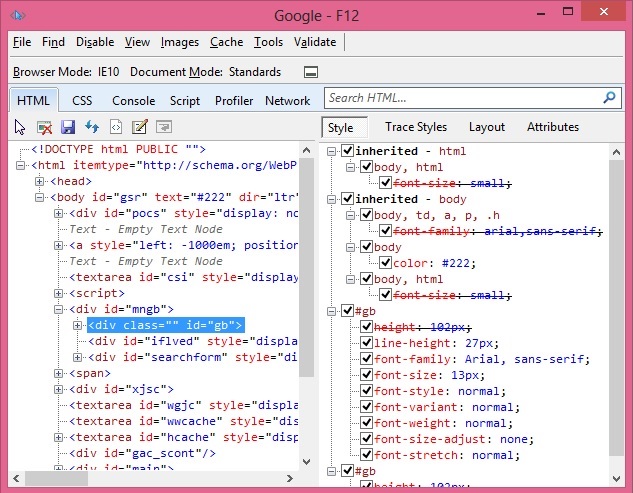 Google - F12
File Find Disable View Images Cache Tools Validate
Browser Mode: IE10 Document Mode: Standards
HTML CSS Console Script Profiler Network Search HTML...
Style Trace Styles Layout Attributes
<!DOCTYPE html PUBLIC "">
<html itemtype="http://schema.org/WebP
<head>
<body id="gsr" text="#222" dir="ltr"
<div id="pocs" style="display: no
Text - Empty Text Node
<a style="left: -1000em; position
Text - Empty Text Node
<textarea id="csi" style="display
<script>
<div id="mngb">
<div class="" id="gb">
<div id="iflved" style="displa
<div id="searchform" style="di
<span>
<div id="xjsc">
<textarea id="wgjc" style="displa
<textarea id="wwcache" style="dis
<textarea id="hcache" style="disp
<div id="gac_scont"/>
<div id="main">
inherited - html
body, html
font-size: small;
inherited - body
body, td, a, p, .h
font-family: arial,sans-serif;
body
color: #222;
body, html
font-size: small;
#gb
height: 102px;
line-height: 27px;
font-family: Arial, sans-serif;
font-size: 13px;
font-style: normal;
font-variant: normal;
font-weight: normal;
font-size-adjust: none;
font-stretch: normal;
#gb
height: 102px;